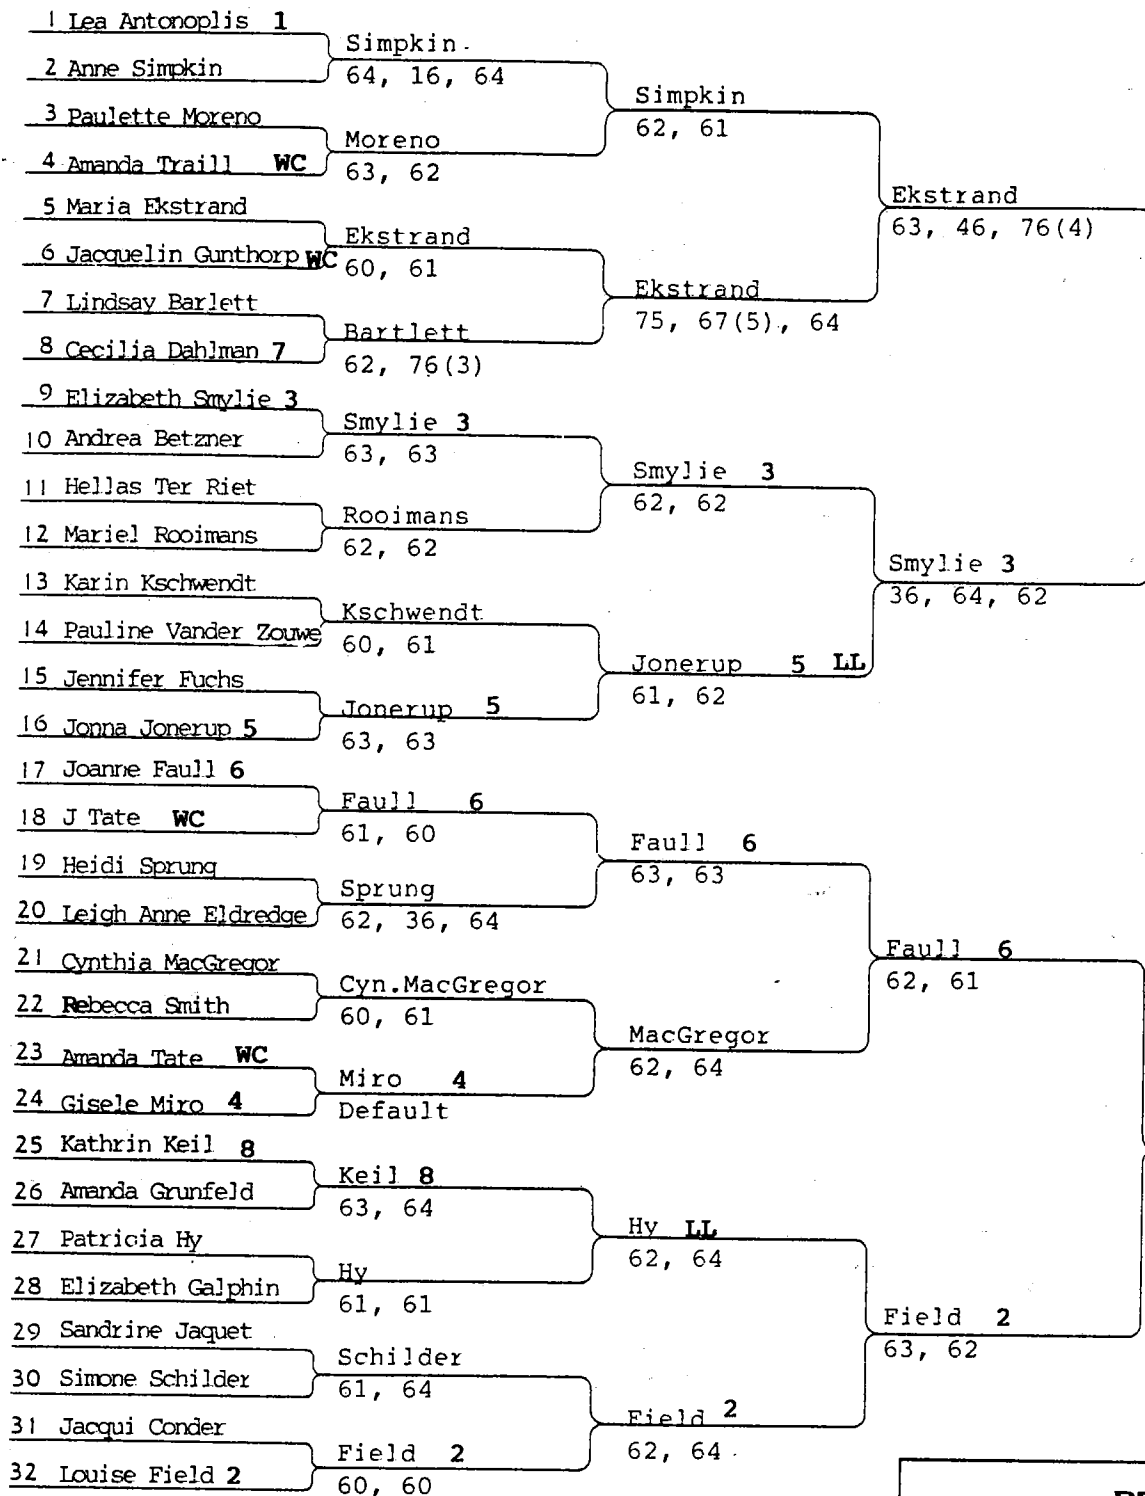 1 Lea Antonoplis 1
2 Anne Simpkin
3 Paulette Moreno
4 Amanda Traill WC
5 Maria Ekstrand
6 Jacquelin Gunthorp WC
7 Lindsay Barlett
8 Cecilia Dahlman 7
9 Elizabeth Smylie 3
10 Andrea Betzner
11 Hellas Ter Riet
12 Mariel Rooimans
13 Karin Kschwendt
14 Pauline Vander Zouwe
15 Jennifer Fuchs
16 Jonna Jonerup 5
17 Joanne Faull 6
18 J Tate WC
19 Heidi Sprung
20 Leigh Anne Eldredge
21 Cynthia MacGregor
22 Rebecca Smith
23 Amanda Tate WC
24 Gisele Miro 4
25 Kathrin Keil 8
26 Amanda Grunfeld
27 Patricia Hy
28 Elizabeth Galphin
29 Sandrine Jaquet
30 Simone Schilder
31 Jacqui Conder
32 Louise Field 2
Simpkin
64, 16, 64
Moreno
63, 62
Ekstrand
60, 61
Bartlett
62, 76(3)
Smylie 3
63, 63
Rooimans
62, 62
Kschwendt
60, 61
Jonerup 5
63, 63
Faull 6
61, 60
Sprung
62, 36, 64
Cyn.MacGregor
60, 61
Miro 4
Default
Keil 8
63, 64
Hy
61, 61
Schilder
61, 64
Field 2
60, 60
Simpkin
62, 61
Ekstrand
75, 67(5), 64
Smylie 3
62, 62
Jonerup 5 LL
61, 62
Faull 6
63, 63
MacGregor
62, 64
Hy LL
62, 64
Field 2
62, 64
Ekstrand
63, 46, 76(4)
Smylie 3
36, 64, 62
Faull 6
62, 61
Field 2
63, 62